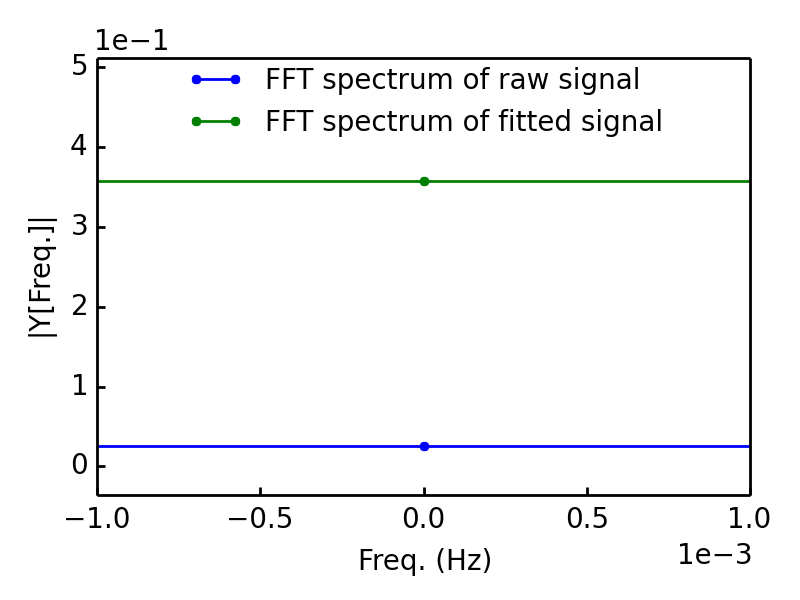 1e−1
5
4
3
2
1
0
|Y[Freq.]|
FFT spectrum of raw signal
FFT spectrum of fitted signal
−1.0 −0.5 0.0 0.5 1.0
Freq. (Hz)
1e−3